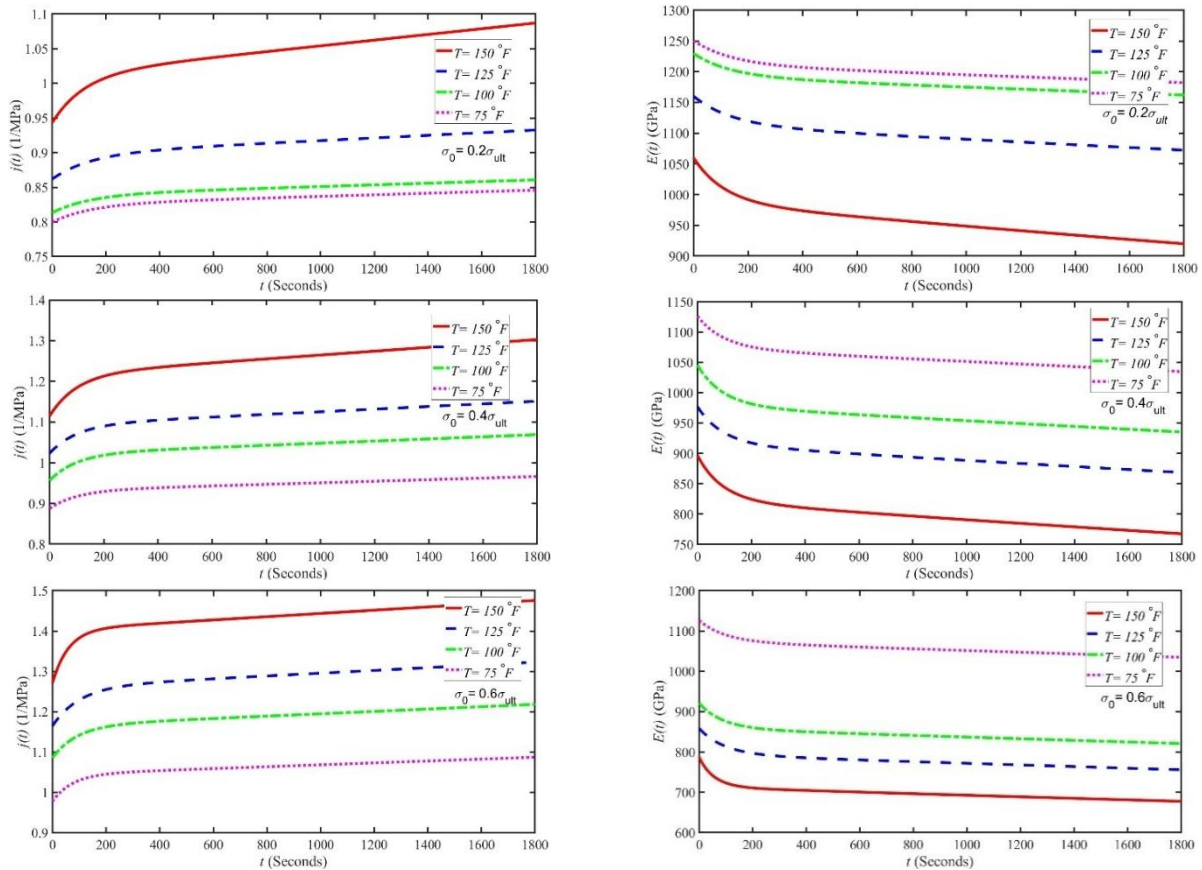 1.1
1.05
1
0.95
0.9
0.85
0.8
0.75
j(t) (1/MPa)
T= 150 °F
T= 125 °F
T= 100 °F
T= 75 °F
σ0= 0.2σult
0 200 400 600 800 1000 1200 1400 1600 1800
t (Seconds)
1300
1250
1200
1150
1100
1050
1000
950
900
E(t) (GPa)
T= 150 °F
T= 125 °F
T= 100 °F
T= 75 °F
σ0= 0.2σult
0 200 400 600 800 1000 1200 1400 1600 1800
t (Seconds)
1.4
1.3
1.2
1.1
1
0.9
0.8
j(t) (1/MPa)
T= 150 °F
T= 125 °F
T= 100 °F
T= 75 °F
σ0= 0.4σult
0 200 400 600 800 1000 1200 1400 1600 1800
t (Seconds)
1150
1100
1050
1000
950
900
850
800
750
E(t) (GPa)
T= 150 °F
T= 125 °F
T= 100 °F
T= 75 °F
σ0= 0.4σult
0 200 400 600 800 1000 1200 1400 1600 1800
t (Seconds)
1.5
1.4
1.3
1.2
1.1
1
0.9
j(t) (1/MPa)
T= 150 °F
T= 125 °F
T= 100 °F
T= 75 °F
σ0= 0.6σult
0 200 400 600 800 1000 1200 1400 1600 1800
t (Seconds)
1200
1100
1000
900
800
700
600
E(t) (GPa)
T= 150 °F
T= 125 °F
T= 100 °F
T= 75 °F
σ0= 0.6σult
0 200 400 600 800 1000 1200 1400 1600 1800
t (Seconds)